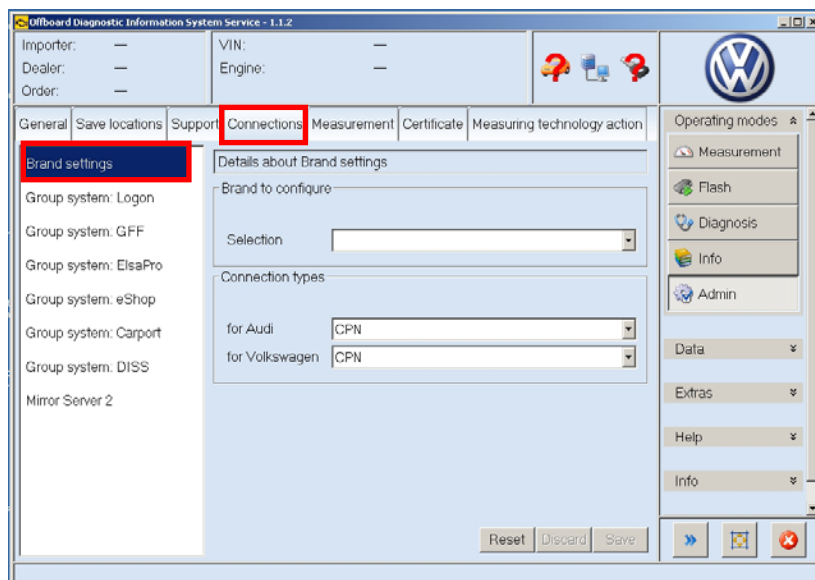 Offboard Diagnostic Information System Service - 1.1.2
Importer: —
Dealer: —
Order: —
VIN: —
Engine: —
General Save locations Support Connections Measurement Certificate Measuring technology action
Brand settings
Group system: Logon
Group system: GFF
Group system: ElsaPro
Group system: eShop
Group system: Carport
Group system: DISS
Mirror Server 2
Details about Brand settings
Brand to configure
Selection
Connection types
for Audi CPN
for Volkswagen CPN
Reset Discard Save
Operating modes
Measurement
Flash
Diagnosis
Info
Admin
Data
Extras
Help
Info